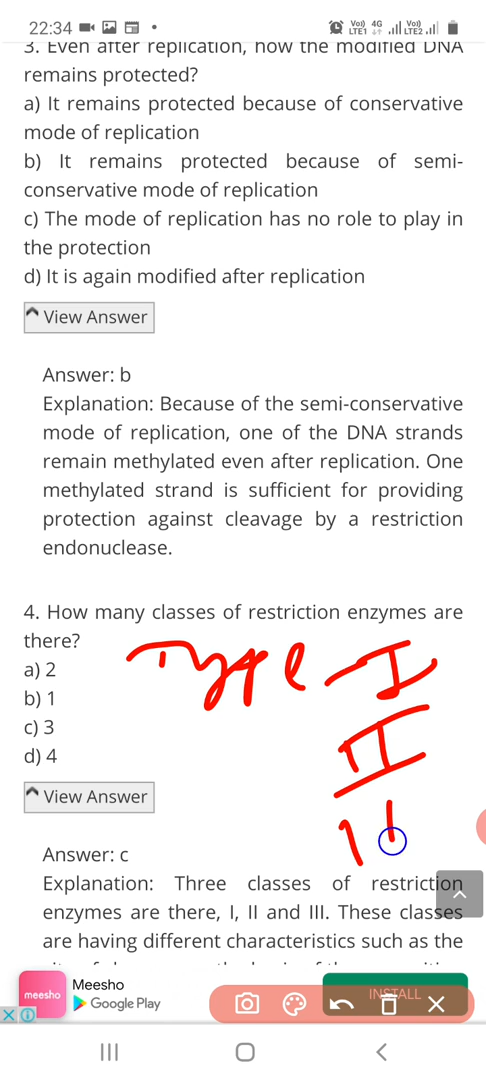 22:34
Vo)) LTE1 4G Vo)) LTE2
3. Even after replication, how the modified DNA
remains protected?
a) It remains protected because of conservative
mode of replication
b) It remains protected because of semi-
conservative mode of replication
c) The mode of replication has no role to play in
the protection
d) It is again modified after replication
View Answer
Answer: b
Explanation: Because of the semi-conservative
mode of replication, one of the DNA strands
remain methylated even after replication. One
methylated strand is sufficient for providing
protection against cleavage by a restriction
endonuclease.
4. How many classes of restriction enzymes are
there?
a) 2
b) 1
c) 3
d) 4
Type I
II
View Answer
Answer: c
Explanation: Three classes of restriction
enzymes are there, I, II and III. These classes
are having different characteristics such as the
meesho
Meesho
Google Play
INSTALL